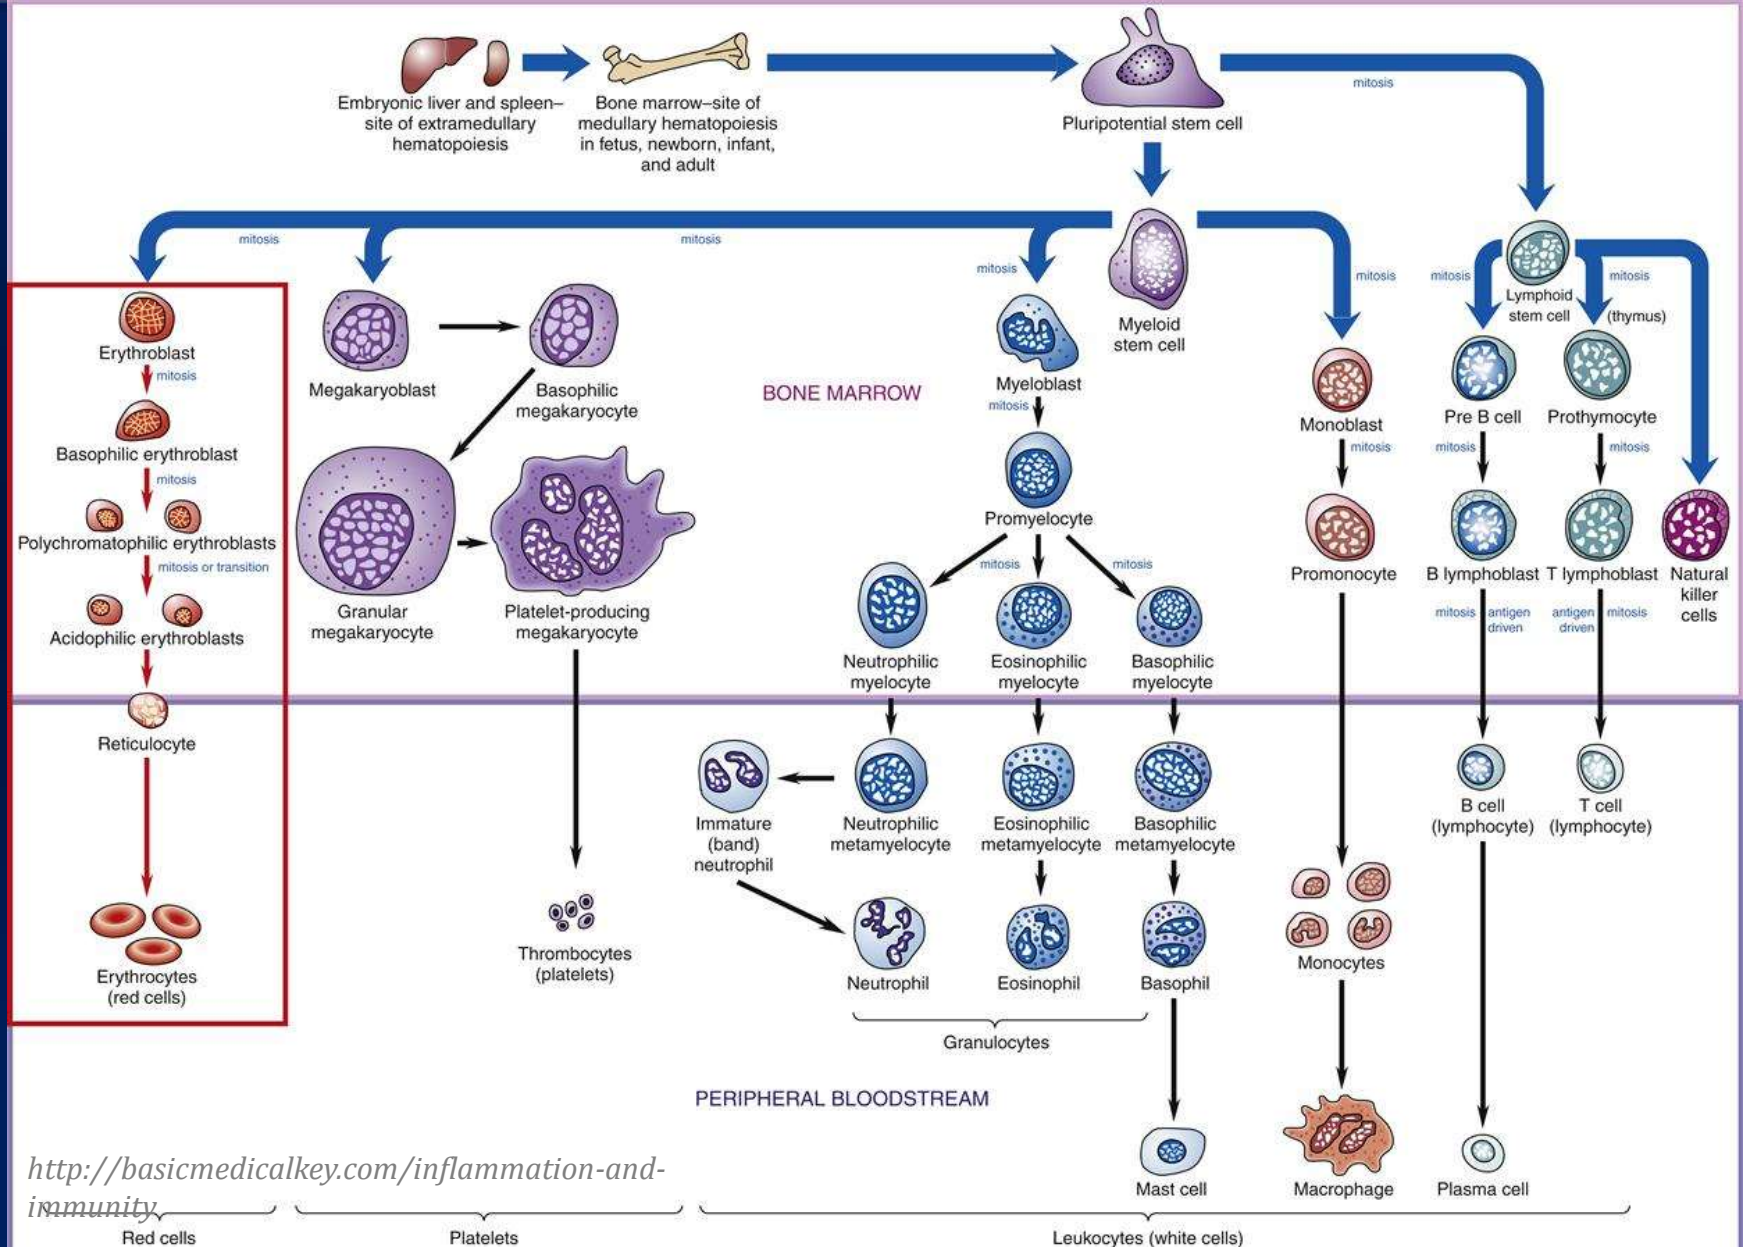 Embryonic liver and spleen–
site of extramedullary
hematopoiesis
Bone marrow–site of
medullary hematopoiesis
in fetus, newborn, infant,
and adult
Pluripotential stem cell
mitosis
mitosis
mitosis
mitosis
mitosis
mitosis
mitosis
Myeloid
stem cell
Lymphoid
stem cell
(thymus)
Erythroblast
mitosis
Basophilic erythroblast
mitosis
Polychromatophilic erythroblasts
mitosis or transition
Acidophilic erythroblasts
Reticulocyte
Erythrocytes
(red cells)
Megakaryoblast
Basophilic
megakaryocyte
Granular
megakaryocyte
Platelet-producing
megakaryocyte
Thrombocytes
(platelets)
BONE MARROW
Myeloblast
mitosis
Promyelocyte
mitosis
mitosis
Neutrophilic
myelocyte
Eosinophilic
myelocyte
Basophilic
myelocyte
Immature
(band)
neutrophil
Neutrophilic
metamyelocyte
Eosinophilic
metamyelocyte
Basophilic
metamyelocyte
Neutrophil
Eosinophil
Basophil
Granulocytes
Mast cell
Monoblast
mitosis
Promonocyte
Monocytes
Macrophage
Pre B cell
mitosis
B lymphoblast
mitosis
antigen
driven
B cell
(lymphocyte)
Plasma cell
Prothymocyte
mitosis
T lymphoblast
antigen
driven
mitosis
T cell
(lymphocyte)
Natural
killer
cells
PERIPHERAL BLOODSTREAM
http://basicmedicalkey.com/inflammation-and-
immunity
Red cells
Platelets
Leukocytes (white cells)